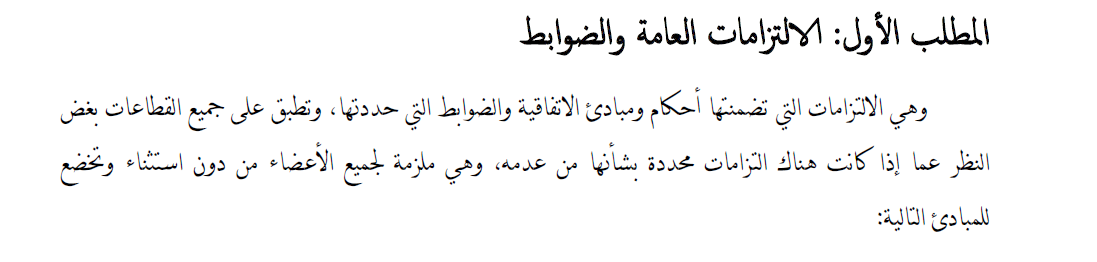 المطلب الأول: الالتزامات العامة والضوابط
وهي الالتزامات التي تضمنتها أحكام ومبادئ الاتفاقية والضوابط التي حددتها، وتطبق على جميع القطاعات بغض
النظر عما إذا كانت هناك التزامات محددة بشأنها من عدمه، وهي ملزمة لجميع الأعضاء من دون استثناء وتخضع
للمبادئ التالية: